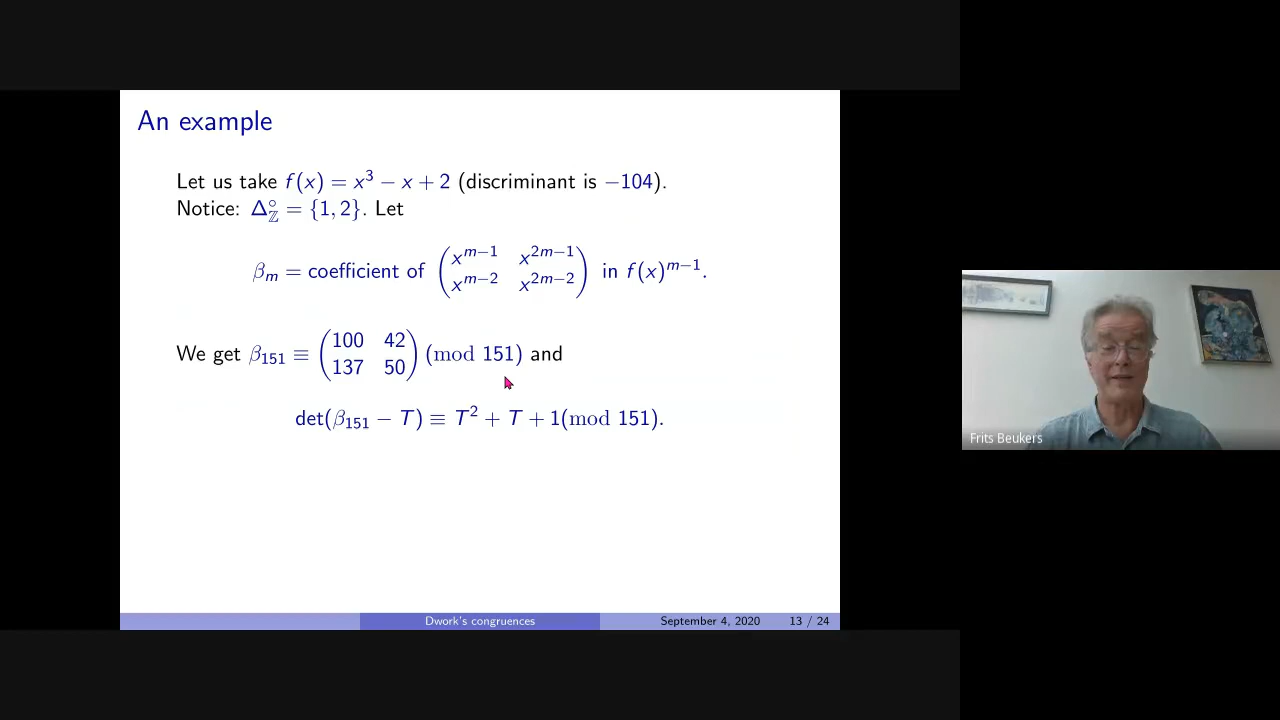 An example
Let us take f(x) = x³ − x + 2 (discriminant is −104).
Notice: Δ°_ℤ = {1, 2}. Let
β_m = coefficient of (x^{m−1} x^{2m−1}
x^{m−2} x^{2m−2}) in f(x)^{m−1}.
We get β₁₅₁ ≡ (100 42
137 50) (mod 151) and
det(β₁₅₁ − T) ≡ T² + T + 1(mod 151).
Frits Beukers
Dwork's congruences September 4, 2020 13 / 24